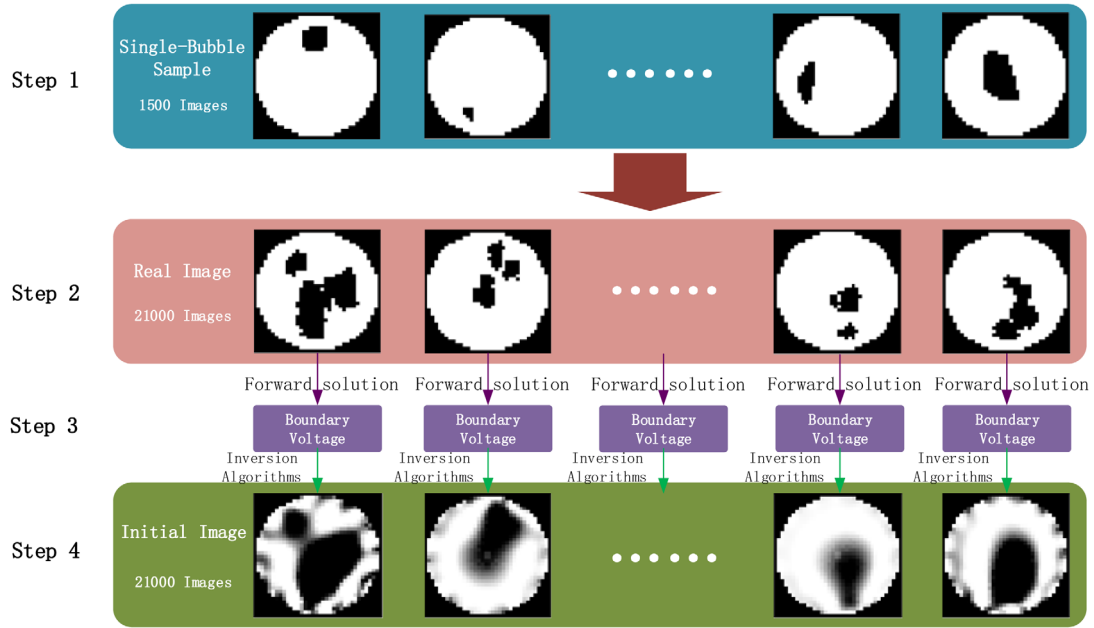 Single-Bubble
Sample
1500 Images
Step 1
Real Image
21000 Images
Step 2
Forward solution
Forward solution
Forward solution
Forward solution
Forward solution
Step 3
Boundary
Voltage
Boundary
Voltage
Boundary
Voltage
Boundary
Voltage
Boundary
Voltage
Inversion
Algorithms
Inversion
Algorithms
Inversion
Algorithms
Inversion
Algorithms
Inversion
Algorithms
Initial Image
21000 Images
Step 4